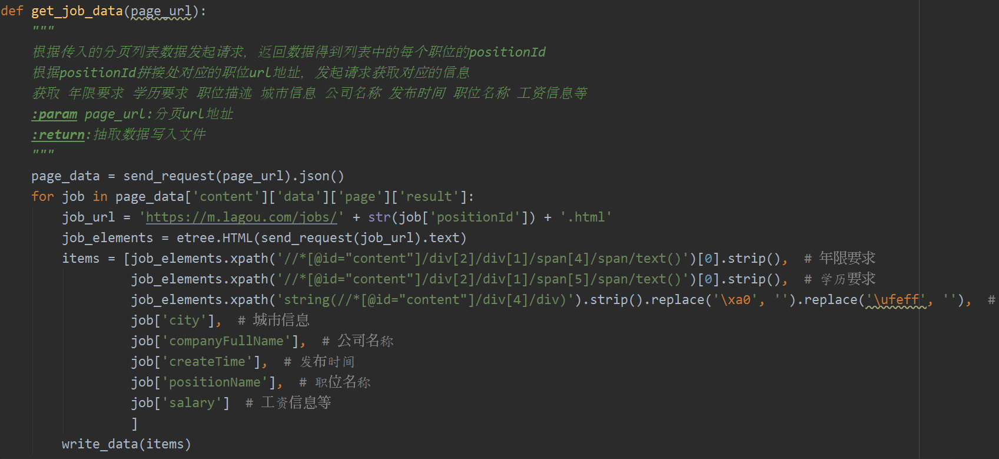 def get_job_data(page_url):
    """
    根据传入的分页列表数据发起请求，返回数据得到列表中的每个职位的positionId
    根据positionId拼接处对应的职位url地址，发起请求获取对应的信息
    获取 年限要求 学历要求 职位描述 城市信息 公司名称 发布时间 职位名称 工资信息等
    :param page_url:分页url地址
    :return:抽取数据写入文件
    """
    page_data = send_request(page_url).json()
    for job in page_data['content']['data']['page']['result']:
        job_url = 'https://m.lagou.com/jobs/' + str(job['positionId']) + '.html'
        job_elements = etree.HTML(send_request(job_url).text)
        items = [job_elements.xpath('//*[@id="content"]/div[2]/div[1]/span[4]/span/text()')[0].strip(),  # 年限要求
                 job_elements.xpath('//*[@id="content"]/div[2]/div[1]/span[5]/span/text()')[0].strip(),  # 学历要求
                 job_elements.xpath('string(//*[@id="content"]/div[4]/div)').strip().replace('\xa0', '').replace('\ufeff', ''),  #
                 job['city'],  # 城市信息
                 job['companyFullName'],  # 公司名称
                 job['createTime'],  # 发布时间
                 job['positionName'],  # 职位名称
                 job['salary']  # 工资信息等
                 ]
        write_data(items)